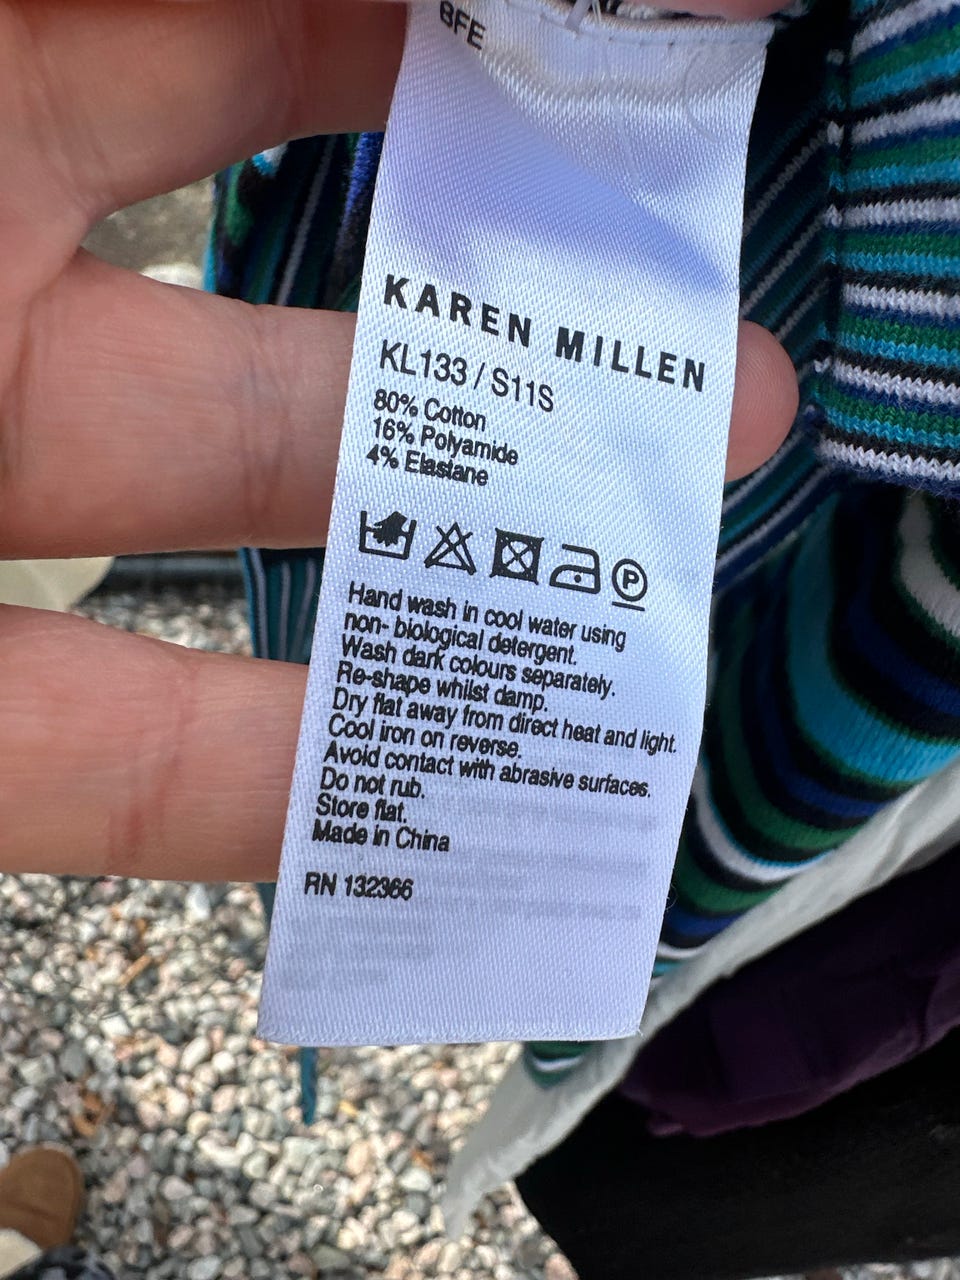 BFE
KAREN MILLEN
KL133 / S11S
80% Cotton
16% Polyamide
4% Elastane
P
Hand wash in cool water using
non- biological detergent.
Wash dark colours separately.
Re-shape whilst damp.
Dry flat away from direct heat and light.
Cool iron on reverse.
Avoid contact with abrasive surfaces.
Do not rub.
Store flat.
Made in China
RN 132366